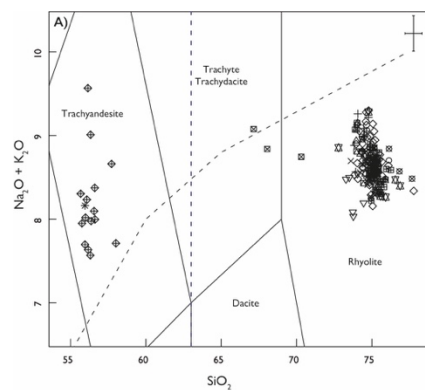 A)
10
Trachyte
Trachydacite
Trachyandesite
9
Na₂O + K₂O
8
Rhyolite
7
Dacite
55 60 65 70 75
SiO₂